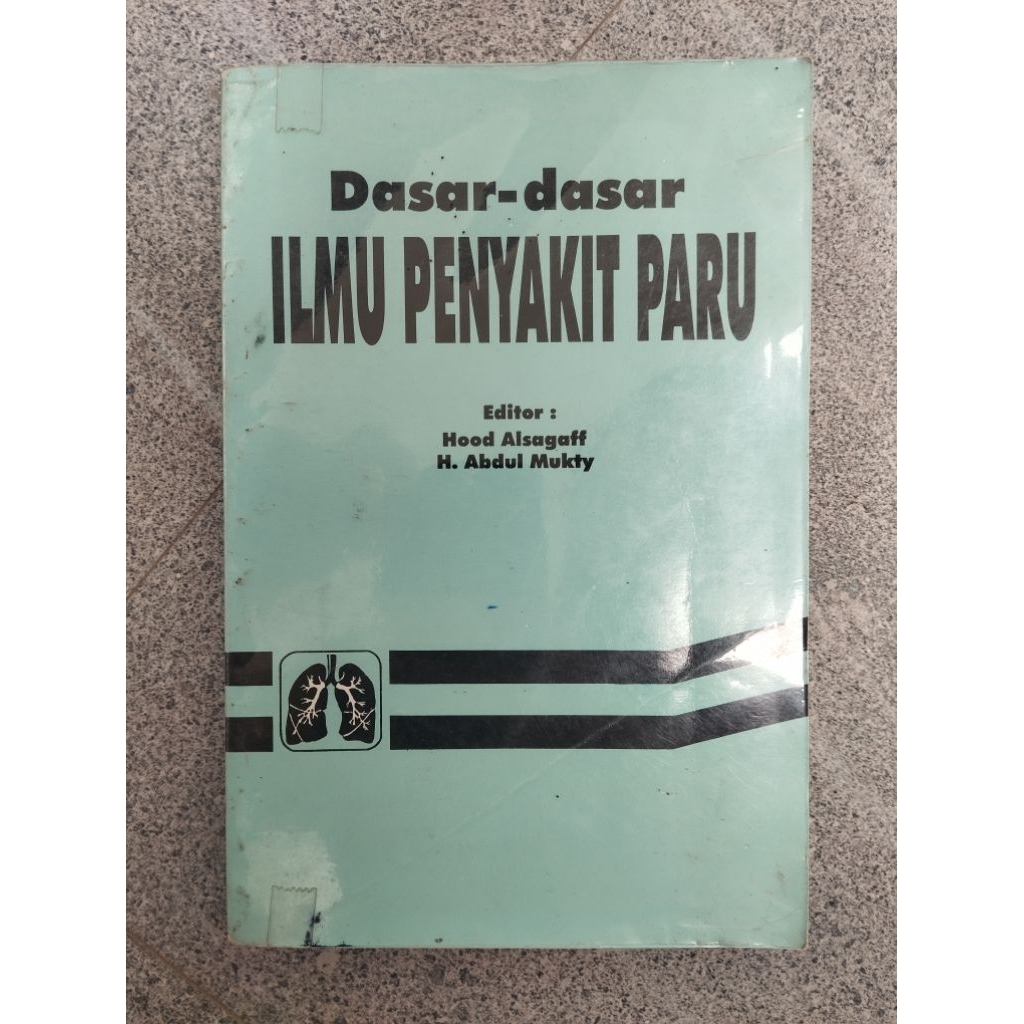 Dasar-dasar
ILMU PENYAKIT PARU
Editor :
Hood Alsagaff
H. Abdul Mukty